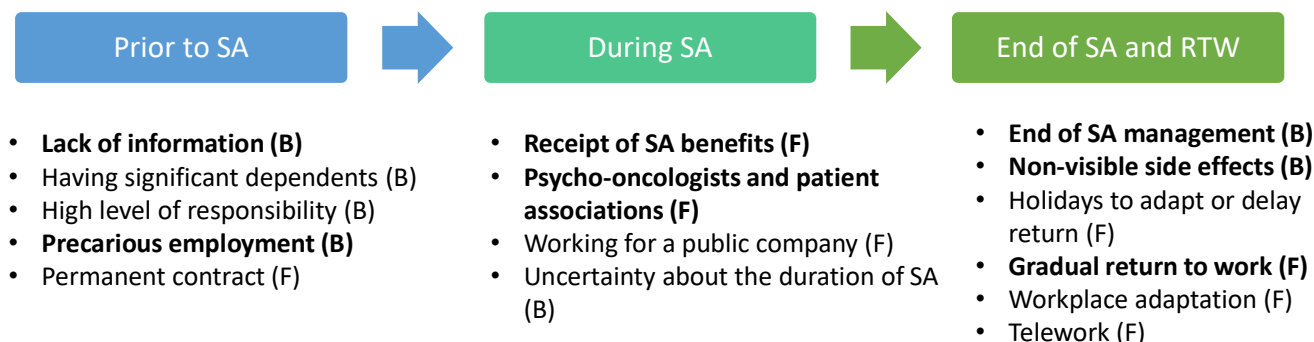 Prior to SA
During SA
End of SA and RTW
• Lack of information (B)
• Having significant dependents (B)
• High level of responsibility (B)
• Precarious employment (B)
• Permanent contract (F)
• Receipt of SA benefits (F)
• Psycho-oncologists and patient
associations (F)
• Working for a public company (F)
• Uncertainty about the duration of SA
(B)
• End of SA management (B)
• Non-visible side effects (B)
• Holidays to adapt or delay
return (F)
• Gradual return to work (F)
• Workplace adaptation (F)
• Telework (F)